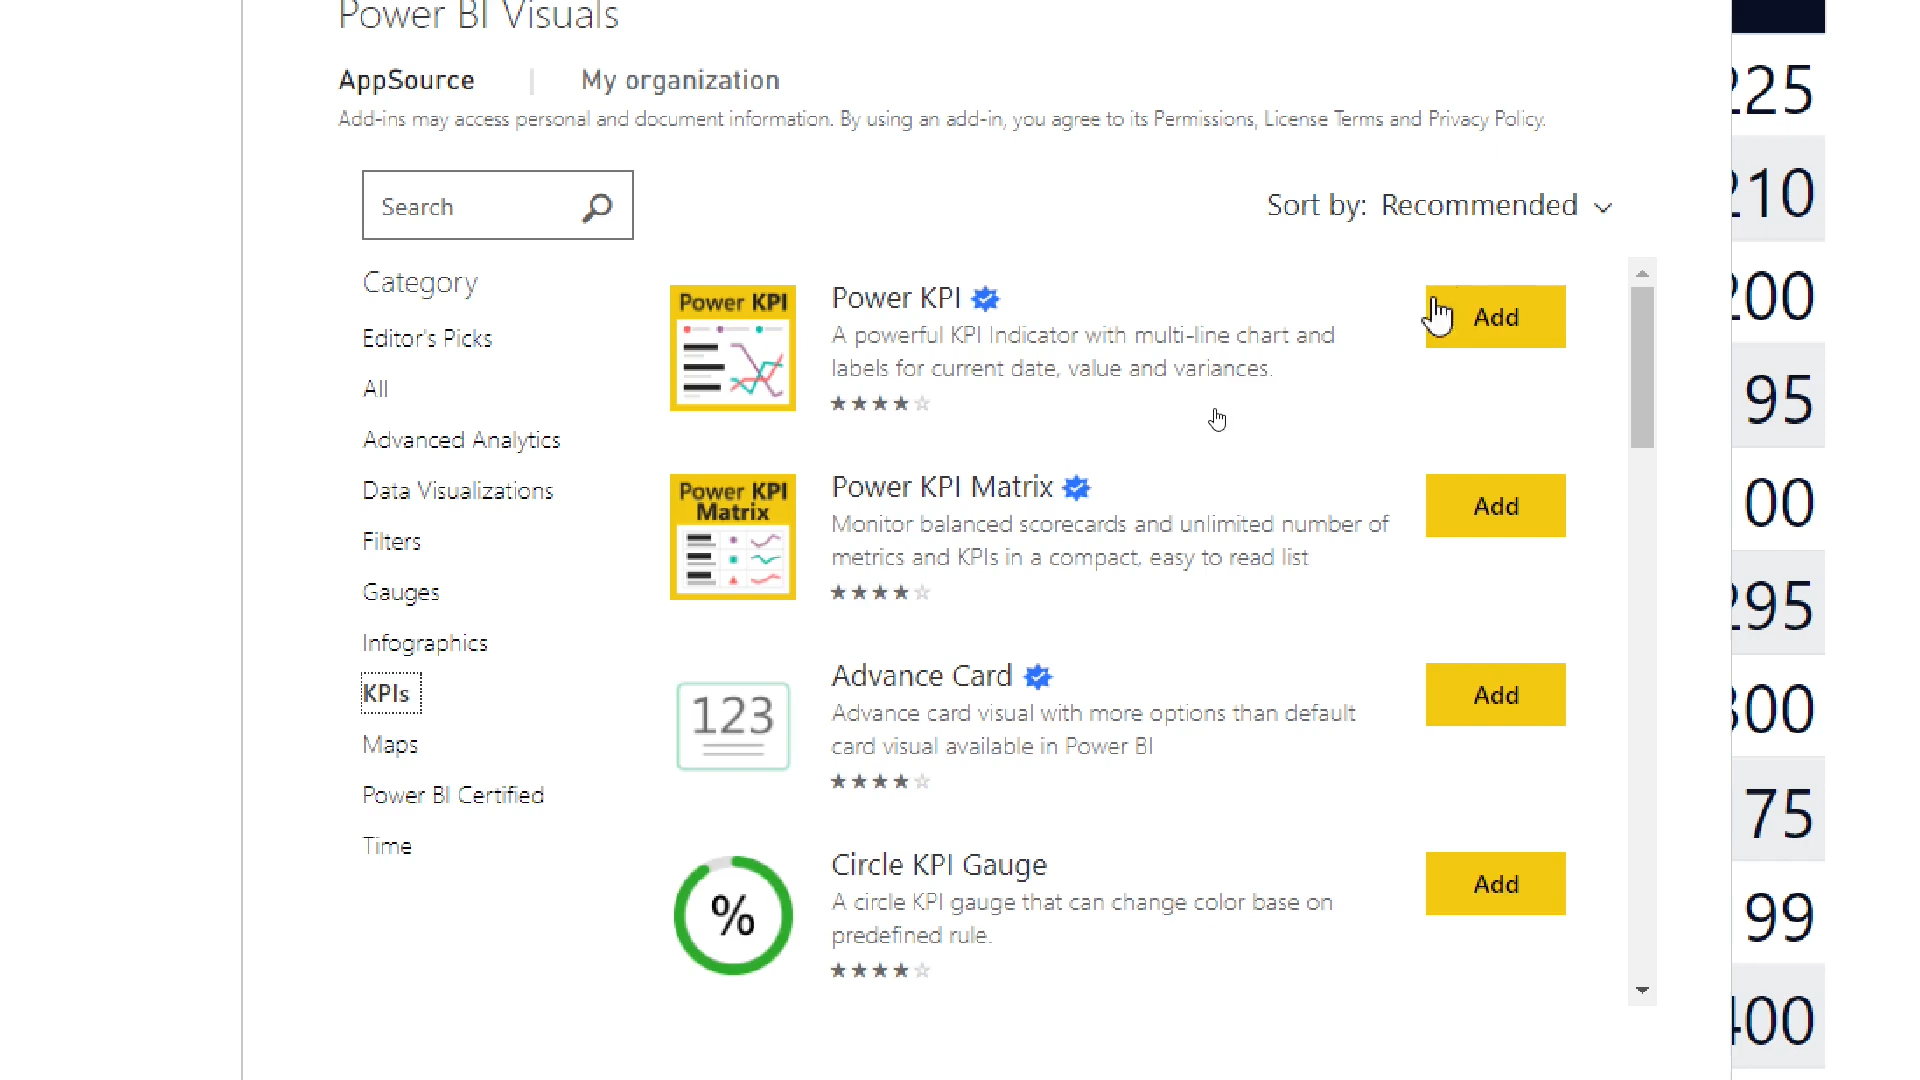 Power BI Visuals
AppSource
My organization
Add-ins may access personal and document information. By using an add-in, you agree to its Permissions, License Terms and Privacy Policy.
Search
Sort by: Recommended
Category
Editor's Picks
All
Advanced Analytics
Data Visualizations
Filters
Gauges
Infographics
KPIs
Maps
Power BI Certified
Time
Power KPI
Power KPI
A powerful KPI Indicator with multi-line chart and
labels for current date, value and variances.
Add
Power KPI
Matrix
Power KPI Matrix
Monitor balanced scorecards and unlimited number of
metrics and KPIs in a compact, easy to read list
Add
123
Advance Card
Advance card visual with more options than default
card visual available in Power BI
Add
%
Circle KPI Gauge
A circle KPI gauge that can change color base on
predefined rule.
Add
225
210
200
95
00
295
300
75
99
400